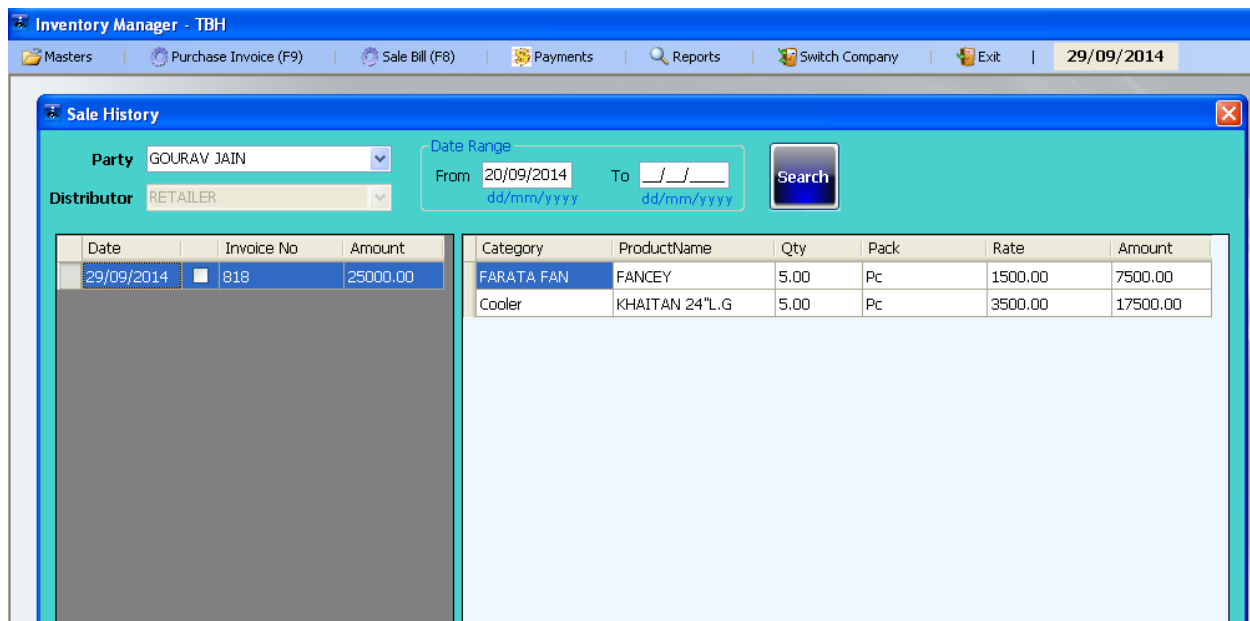 Inventory Manager - TBH
Masters | Purchase Invoice (F9) | Sale Bill (F8) | Payments | Reports | Switch Company | Exit | 29/09/2014
Sale History
Party GOURAV JAIN
Distributor RETAILER
Date Range
From 20/09/2014 To __/__/____
dd/mm/yyyy dd/mm/yyyy
Search
Date Invoice No Amount
29/09/2014 818 25000.00
Category ProductName Qty Pack Rate Amount
FARATA FAN FANCEY 5.00 Pc 1500.00 7500.00
Cooler KHAITAN 24"L.G 5.00 Pc 3500.00 17500.00